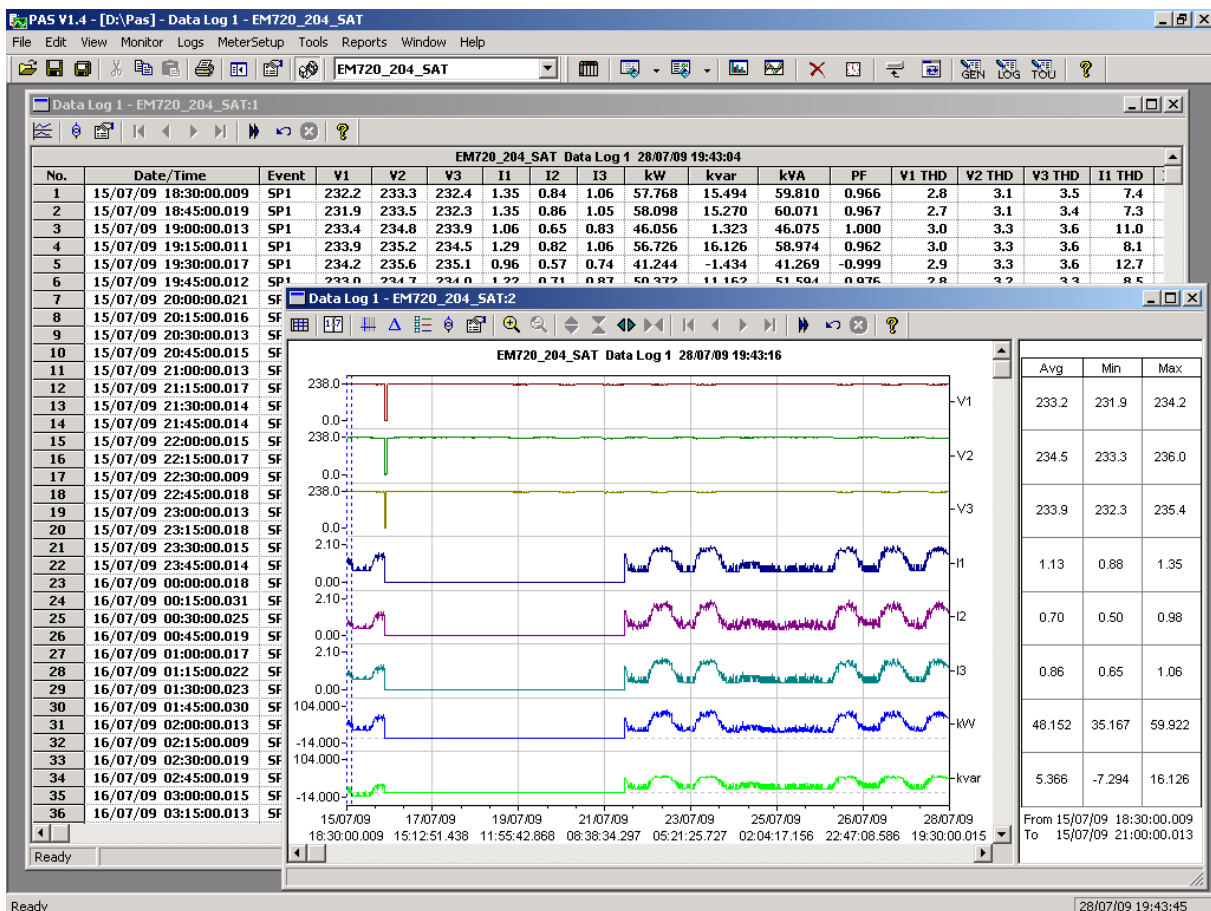 PAS V1.4 - [D:\Pas] - Data Log 1 - EM720_204_SAT
File Edit View Monitor Logs MeterSetup Tools Reports Window Help
EM720_204_SAT
GEN LOG TOU
Data Log 1 - EM720_204_SAT:1
EM720_204_SAT Data Log 1 28/07/09 19:43:04
No. Date/Time Event V1 V2 V3 I1 I2 I3 kW kvar kVA PF V1 THD V2 THD V3 THD I1 THD
1 15/07/09 18:30:00.009 SP1 232.2 233.3 232.4 1.35 0.84 1.06 57.768 15.494 59.810 0.966 2.8 3.1 3.5 7.4
2 15/07/09 18:45:00.019 SP1 231.9 233.5 232.3 1.35 0.86 1.05 58.098 15.270 60.071 0.967 2.7 3.1 3.4 7.3
3 15/07/09 19:00:00.013 SP1 233.4 234.8 233.9 1.06 0.65 0.83 46.056 1.323 46.075 1.000 3.0 3.3 3.6 11.0
4 15/07/09 19:15:00.011 SP1 233.9 235.2 234.5 1.29 0.82 1.06 56.726 16.126 58.974 0.962 3.0 3.3 3.6 8.1
5 15/07/09 19:30:00.017 SP1 234.2 235.6 235.1 0.96 0.57 0.74 41.244 -1.434 41.269 -0.999 2.9 3.3 3.6 12.7
6 15/07/09 19:45:00.012 SP1 233.0 234.7 234.0 1.22 0.71 0.87 50.372 11.162 51.594 0.976 2.8 3.2 3.3 8.5
7 15/07/09 20:00:00.021
8 15/07/09 20:15:00.016
9 15/07/09 20:30:00.013
10 15/07/09 20:45:00.015
11 15/07/09 21:00:00.013
12 15/07/09 21:15:00.017
13 15/07/09 21:30:00.014
14 15/07/09 21:45:00.014
15 15/07/09 22:00:00.015
16 15/07/09 22:15:00.017
17 15/07/09 22:30:00.009
18 15/07/09 22:45:00.018
19 15/07/09 23:00:00.013
20 15/07/09 23:15:00.018
21 15/07/09 23:30:00.015
22 15/07/09 23:45:00.014
23 16/07/09 00:00:00.018
24 16/07/09 00:15:00.031
25 16/07/09 00:30:00.025
26 16/07/09 00:45:00.019
27 16/07/09 01:00:00.017
28 16/07/09 01:15:00.022
29 16/07/09 01:30:00.023
30 16/07/09 01:45:00.030
31 16/07/09 02:00:00.013
32 16/07/09 02:15:00.009
33 16/07/09 02:30:00.019
34 16/07/09 02:45:00.019
35 16/07/09 03:00:00.015
36 16/07/09 03:15:00.013
Ready
Data Log 1 - EM720_204_SAT:2
EM720_204_SAT Data Log 1 28/07/09 19:43:16
Avg Min Max
238.0
0.0
V1 233.2 231.9 234.2
238.0
0.0
V2 234.5 233.3 236.0
238.0
0.0
V3 233.9 232.3 235.4
2.10
0.00
I1 1.13 0.88 1.35
2.10
0.00
I2 0.70 0.50 0.98
2.10
0.00
I3 0.86 0.65 1.06
104.000
-14.000
kW 48.152 35.167 59.922
104.000
-14.000
kvar 5.366 -7.294 16.126
15/07/09 17/07/09 19/07/09 21/07/09 23/07/09 25/07/09 26/07/09 28/07/09
18:30:00.009 15:12:51.438 11:55:42.868 08:38:34.297 05:21:25.727 02:04:17.156 22:47:08.586 19:30:00.015
From 15/07/09 18:30:00.009
To 15/07/09 21:00:00.013
Ready
28/07/09 19:43:45